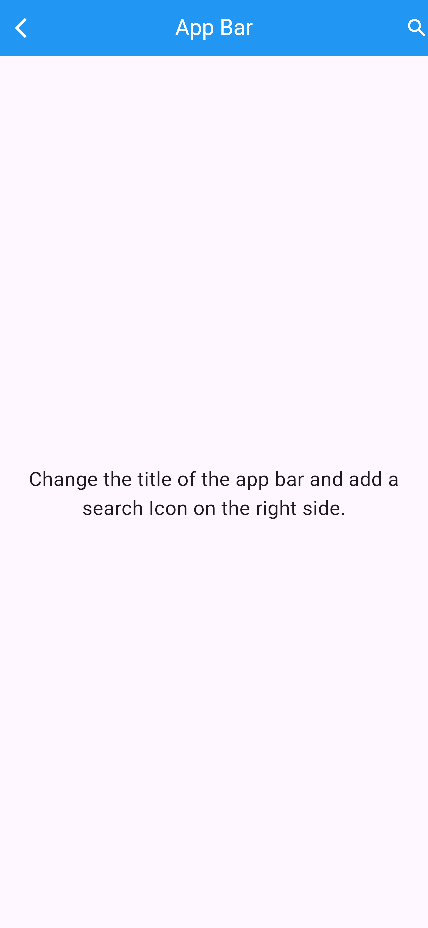 App Bar
Change the title of the app bar and add a
search Icon on the right side.